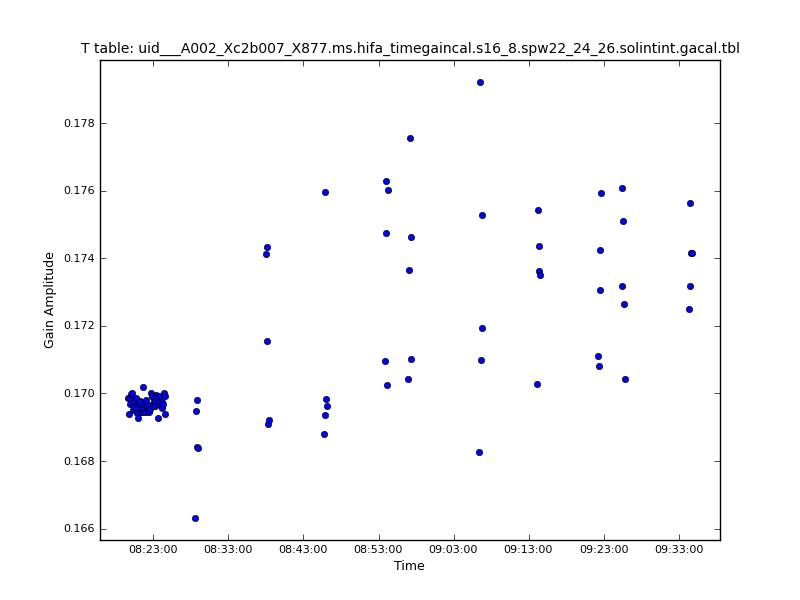 T table: uid___A002_Xc2b007_X877.ms.hifa_timegaincal.s16_8.spw22_24_26.solintint.gacal.tbl
0.178
0.176
0.174
0.172
0.170
0.168
0.166
Gain Amplitude
08:23:00 08:33:00 08:43:00 08:53:00 09:03:00 09:13:00 09:23:00 09:33:00
Time